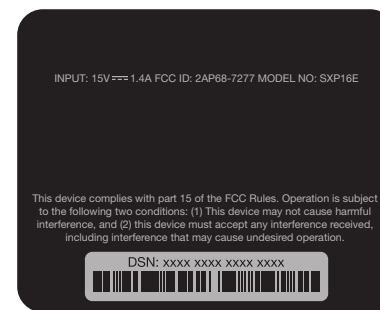 INPUT: 15V⎓1.4A FCC ID: 2AP68-7277 MODEL NO: SXP16E
This device complies with part 15 of the FCC Rules. Operation is subject
to the following two conditions: (1) This device may not cause harmful
interference, and (2) this device must accept any interference received,
including interference that may cause undesired operation.
DSN: xxxx xxxx xxxx xxxx